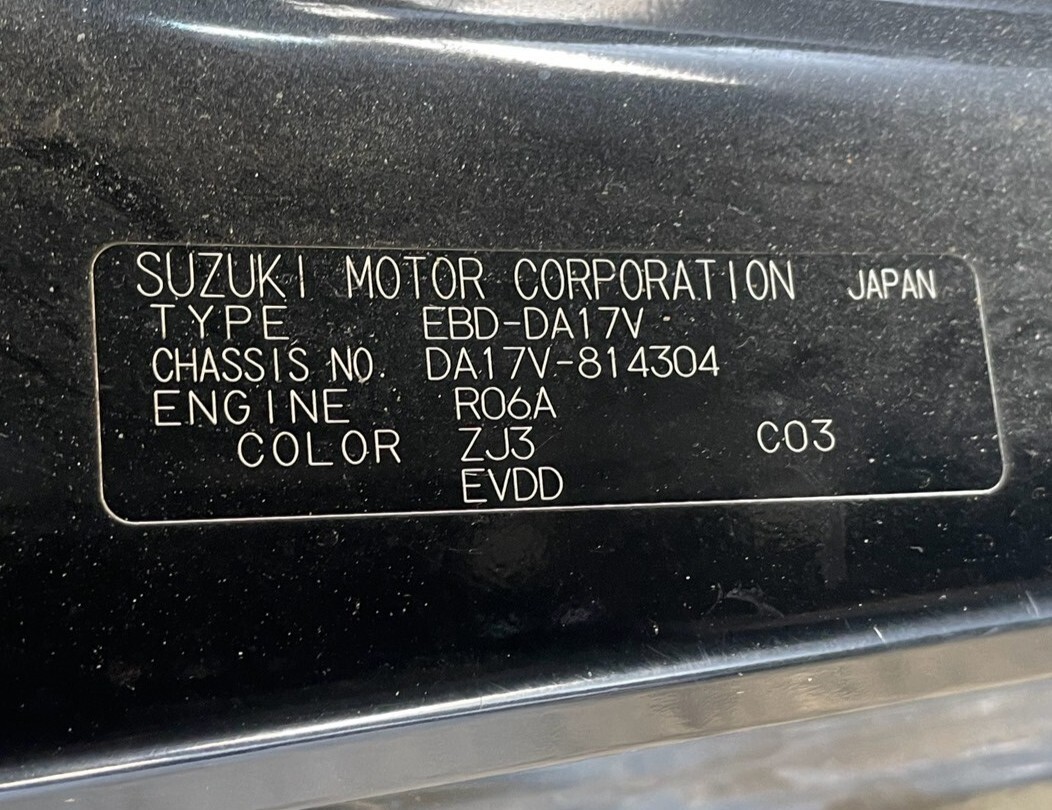 SUZUKI MOTOR CORPORATION JAPAN
TYPE EBD-DA17V
CHASSIS NO. DA17V-814304
ENGINE R06A
COLOR ZJ3 C03
EVDD